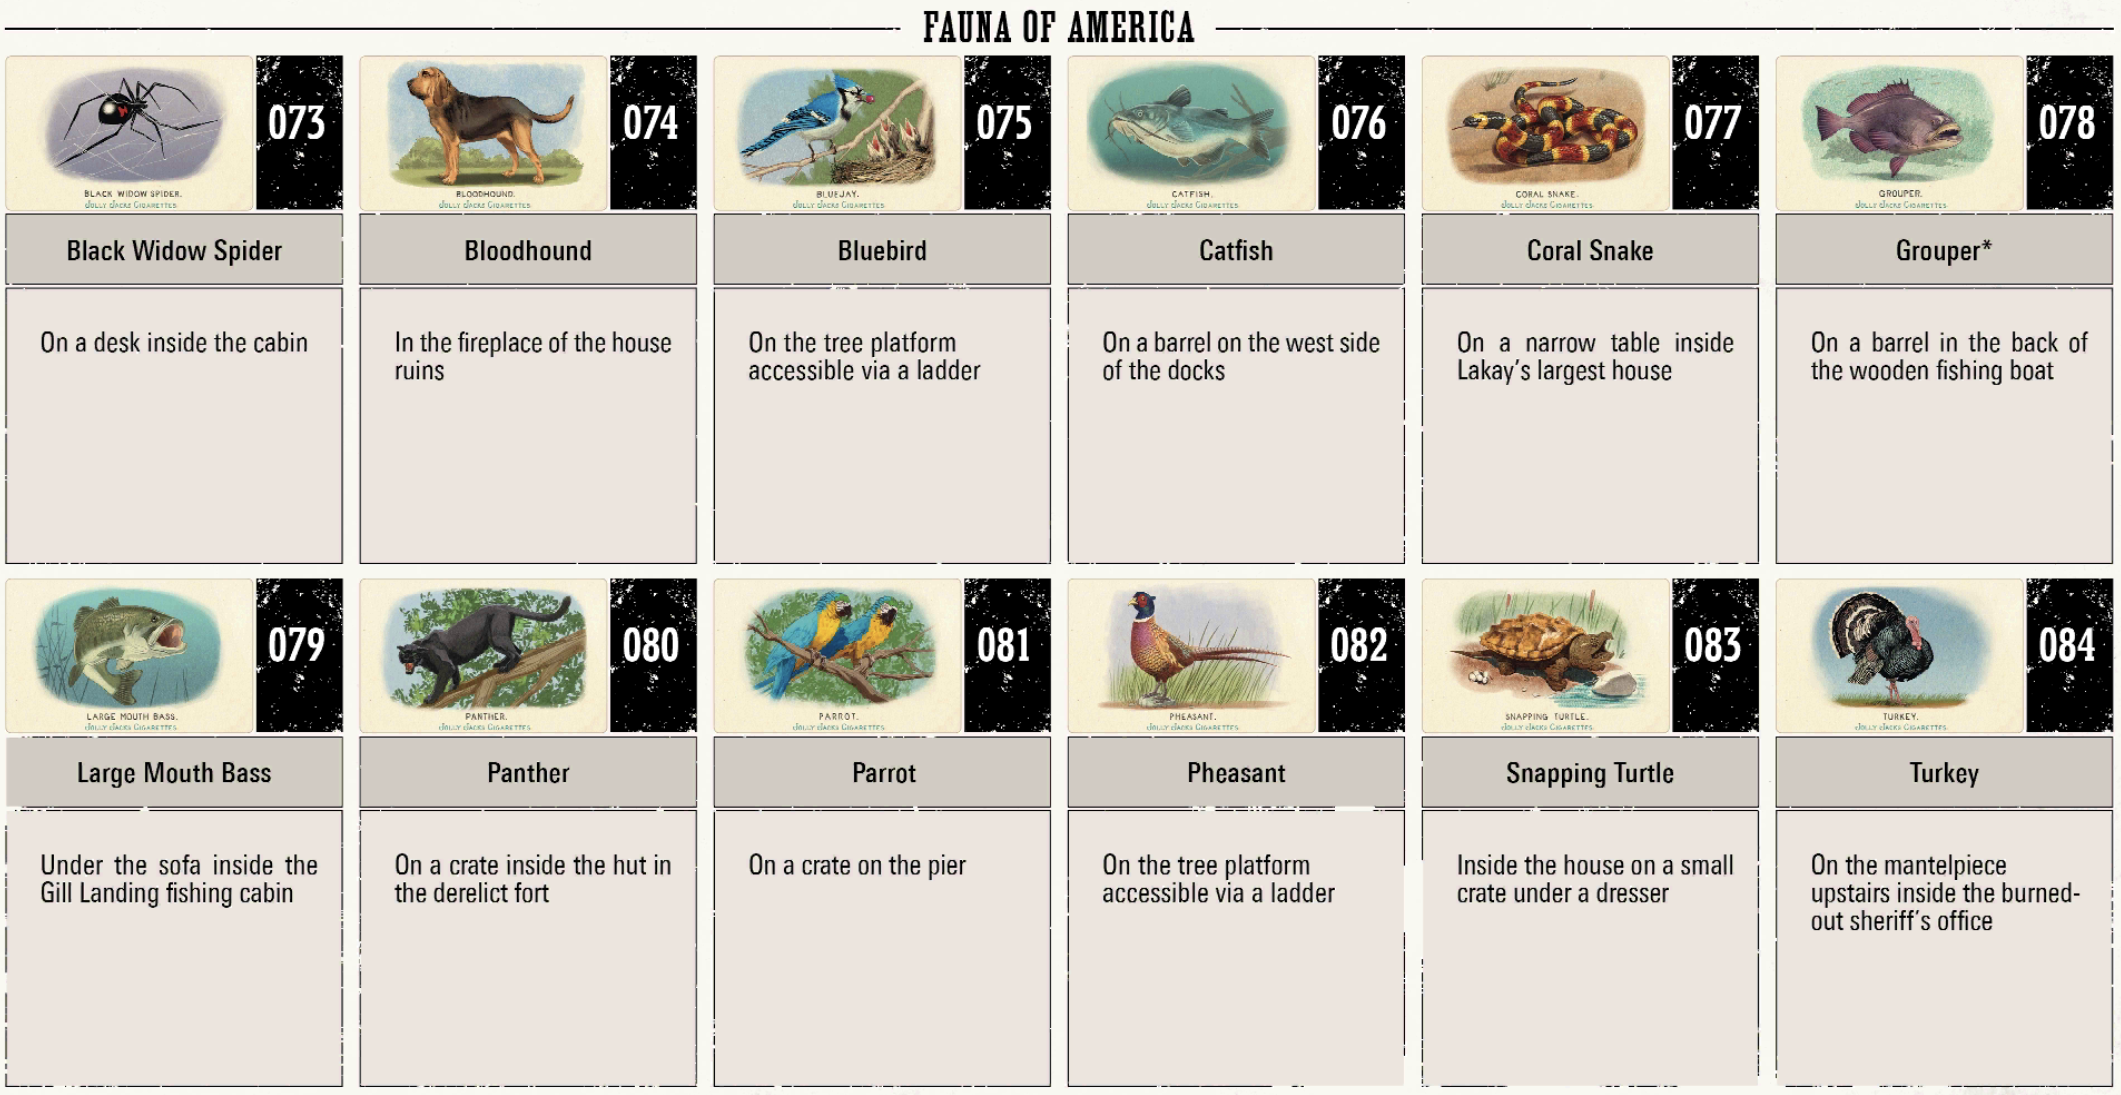 FAUNA OF AMERICA
BLACK WIDOW SPIDER.
JOLLY JACKS CIGARETTES
073
BLOODHOUND.
JOLLY JACKS CIGARETTES
074
BLUEJAY.
JOLLY JACKS CIGARETTES
075
CATFISH.
JOLLY JACKS CIGARETTES
076
CORAL SNAKE.
JOLLY JACKS CIGARETTES
077
GROUPER.
JOLLY JACKS CIGARETTES
078
Black Widow Spider
Bloodhound
Bluebird
Catfish
Coral Snake
Grouper*
On a desk inside the cabin
In the fireplace of the house
ruins
On the tree platform
accessible via a ladder
On a barrel on the west side
of the docks
On a narrow table inside
Lakay's largest house
On a barrel in the back of
the wooden fishing boat
LARGE MOUTH BASS.
JOLLY JACKS CIGARETTES
079
PANTHER.
JOLLY JACKS CIGARETTES
080
PARROT.
JOLLY JACKS CIGARETTES
081
PHEASANT.
JOLLY JACKS CIGARETTES
082
SNAPPING TURTLE.
JOLLY JACKS CIGARETTES
083
TURKEY.
JOLLY JACKS CIGARETTES
084
Large Mouth Bass
Panther
Parrot
Pheasant
Snapping Turtle
Turkey
Under the sofa inside the
Gill Landing fishing cabin
On a crate inside the hut in
the derelict fort
On a crate on the pier
On the tree platform
accessible via a ladder
Inside the house on a small
crate under a dresser
On the mantelpiece
upstairs inside the burned-
out sheriff's office